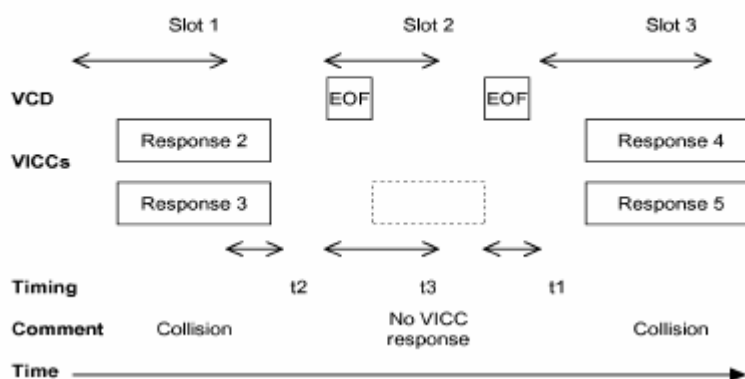 Slot 1 Slot 2 Slot 3
VCD EOF EOF
Response 2 Response 4
VICCs
Response 3 Response 5
Timing t2 t3 t1
Comment Collision No VICC response Collision
Time